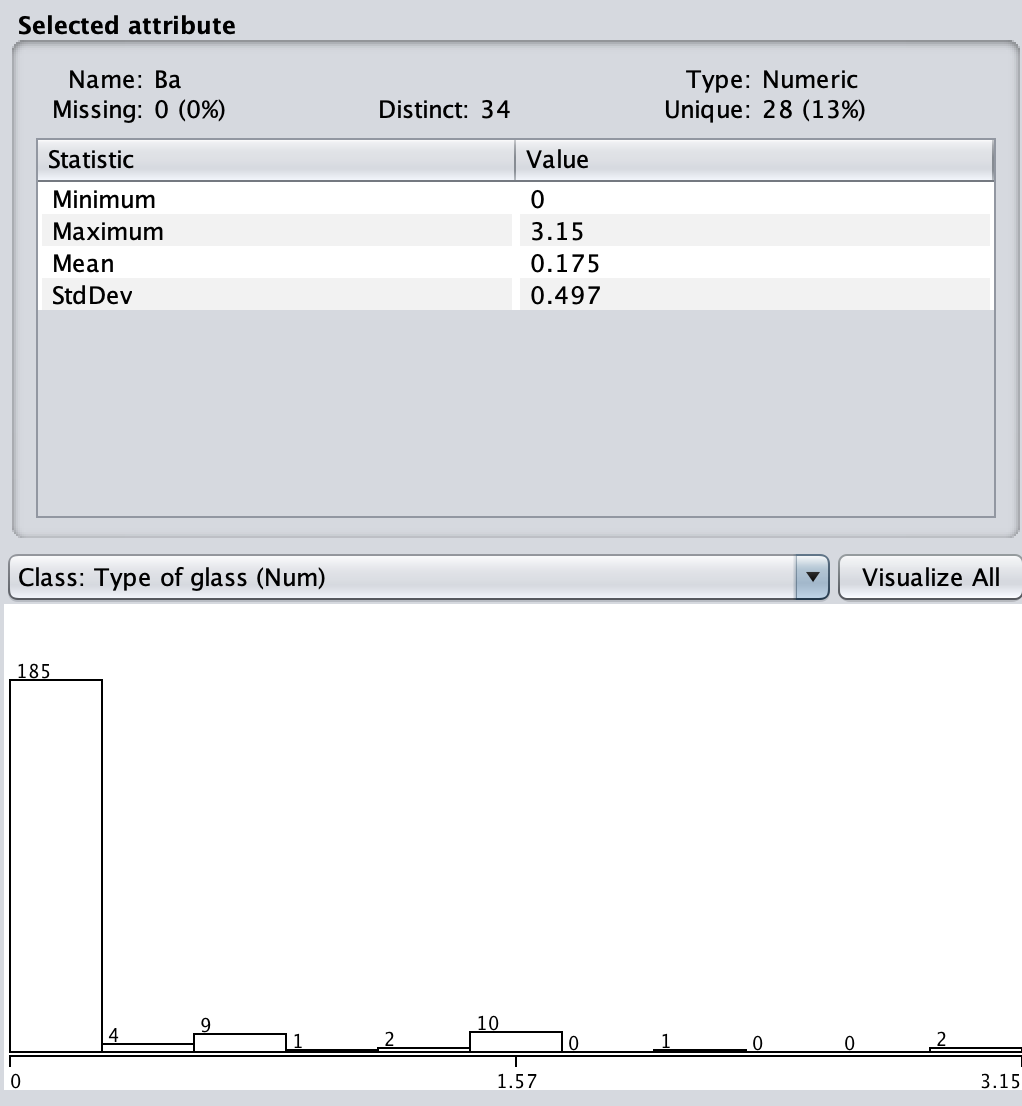 Selected attribute
Name: Ba Type: Numeric
Missing: 0 (0%) Distinct: 34 Unique: 28 (13%)
Statistic Value
Minimum 0
Maximum 3.15
Mean 0.175
StdDev 0.497
Class: Type of glass (Num) Visualize All
185
4 9 1 2 10 0 1 0 0 2
0 1.57 3.15